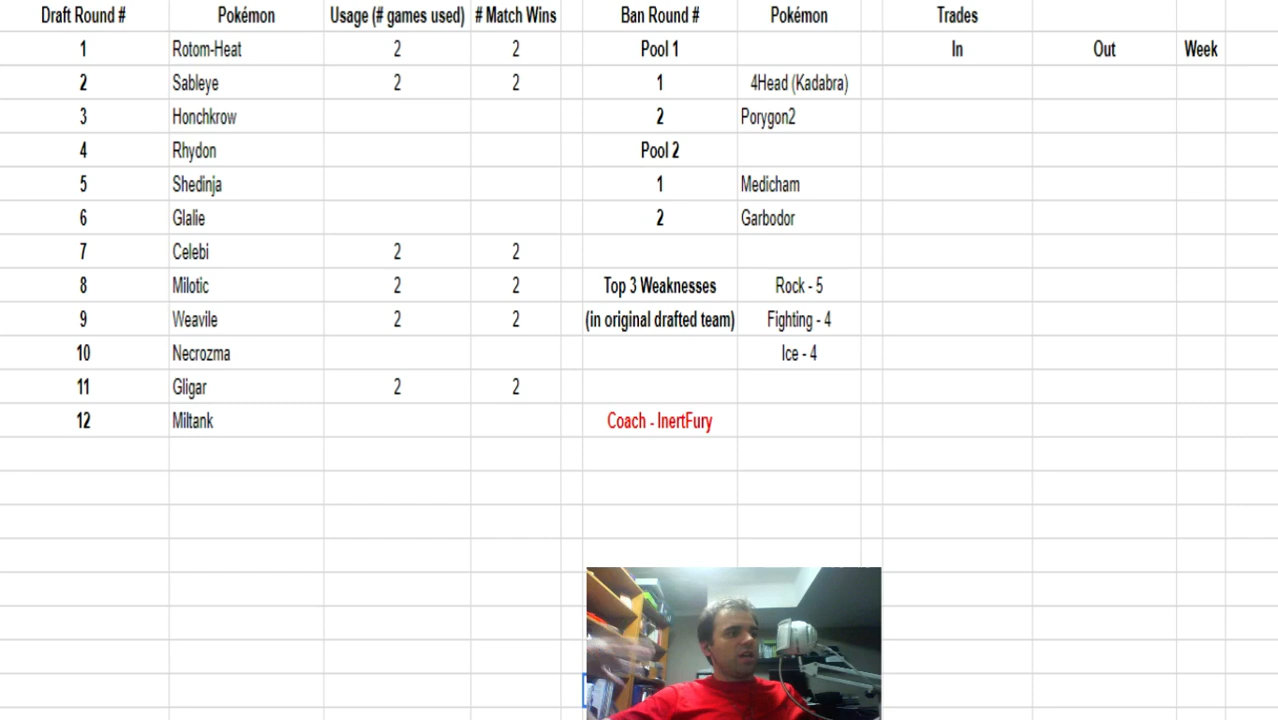 Draft Round # Pokémon Usage (# games used) # Match Wins Ban Round # Pokémon Trades
1 Rotom-Heat 2 2 Pool 1 In Out Week
2 Sableye 2 2 1 4Head (Kadabra)
3 Honchkrow 2 Porygon2
4 Rhydon Pool 2
5 Shedinja 1 Medicham
6 Glalie 2 Garbodor
7 Celebi 2 2
8 Milotic 2 2 Top 3 Weaknesses Rock - 5
9 Weavile 2 2 (in original drafted team) Fighting - 4
10 Necrozma Ice - 4
11 Gligar 2 2
12 Miltank Coach - InertFury